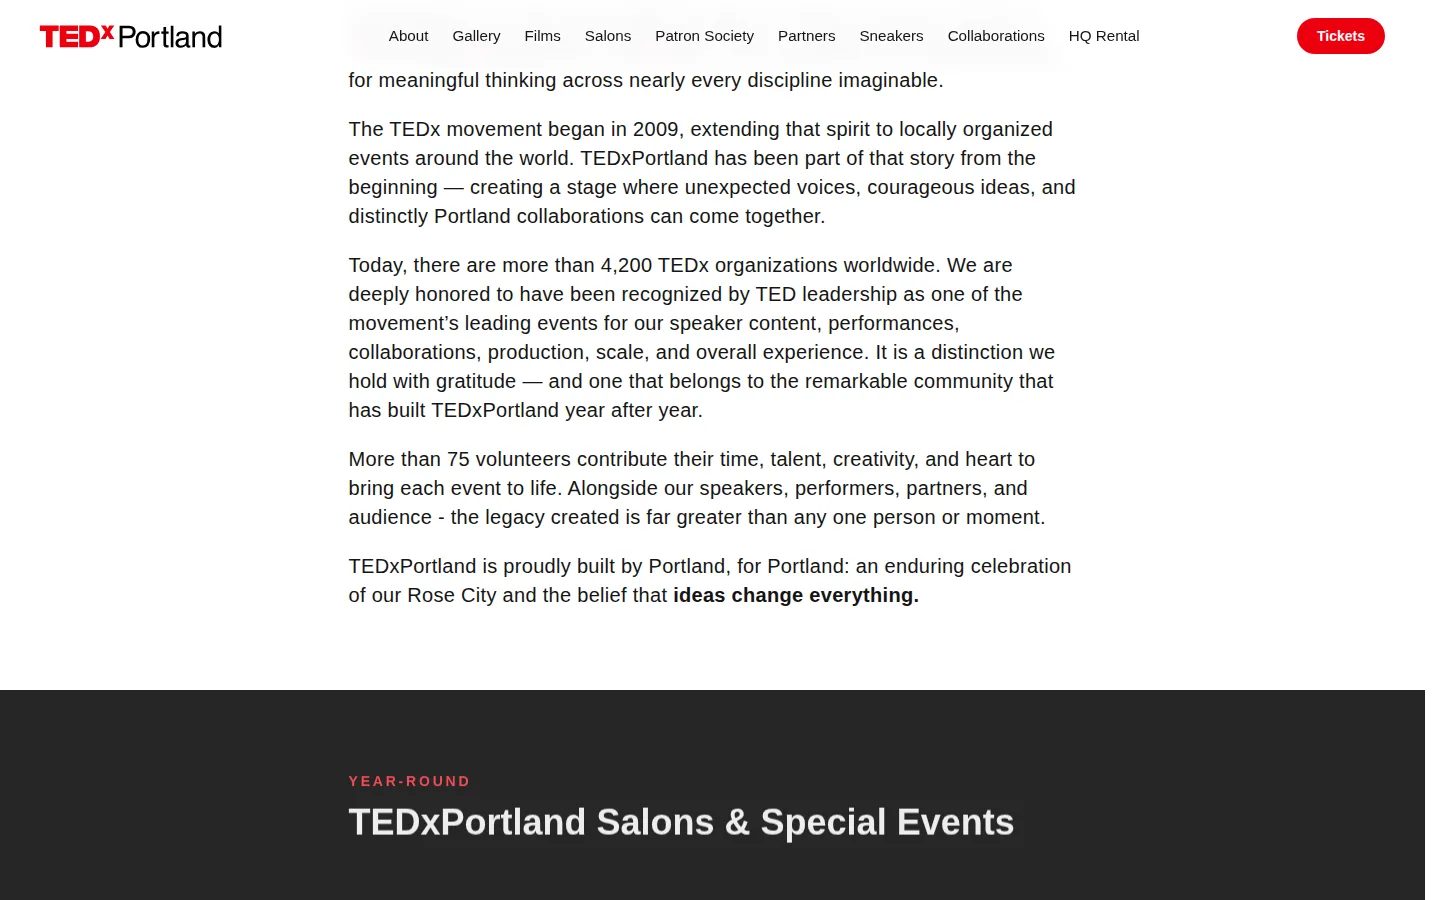 TEDx Portland
About Gallery Films Salons Patron Society Partners Sneakers Collaborations HQ Rental
Tickets
for meaningful thinking across nearly every discipline imaginable.
The TEDx movement began in 2009, extending that spirit to locally organized
events around the world. TEDxPortland has been part of that story from the
beginning — creating a stage where unexpected voices, courageous ideas, and
distinctly Portland collaborations can come together.
Today, there are more than 4,200 TEDx organizations worldwide. We are
deeply honored to have been recognized by TED leadership as one of the
movement’s leading events for our speaker content, performances,
collaborations, production, scale, and overall experience. It is a distinction we
hold with gratitude — and one that belongs to the remarkable community that
has built TEDxPortland year after year.
More than 75 volunteers contribute their time, talent, creativity, and heart to
bring each event to life. Alongside our speakers, performers, partners, and
audience - the legacy created is far greater than any one person or moment.
TEDxPortland is proudly built by Portland, for Portland: an enduring celebration
of our Rose City and the belief that ideas change everything.
YEAR-ROUND
TEDxPortland Salons & Special Events